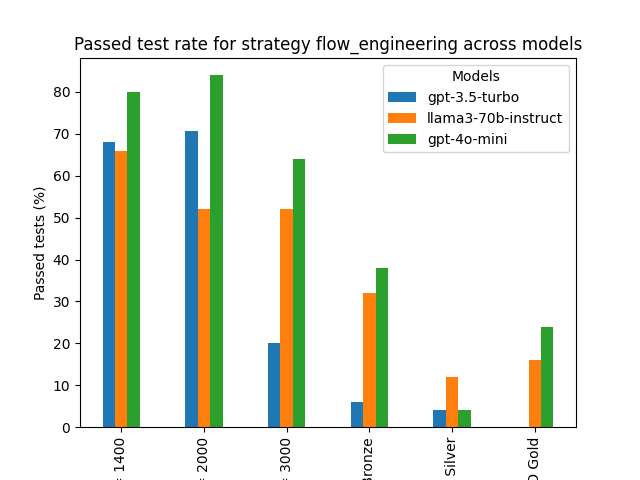 Passed test rate for strategy flow_engineering across models
Models
gpt-3.5-turbo
llama3-70b-instruct
gpt-4o-mini
Passed tests (%)
80
70
60
50
40
30
20
10
0
1400
2000
3000
Silver
Gold